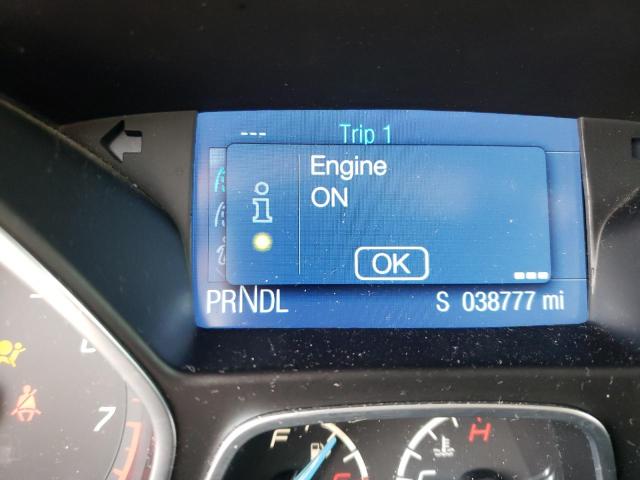 --- Trip 1
Engine
ON
OK
PRNDL S 038777 mi
7
F
H